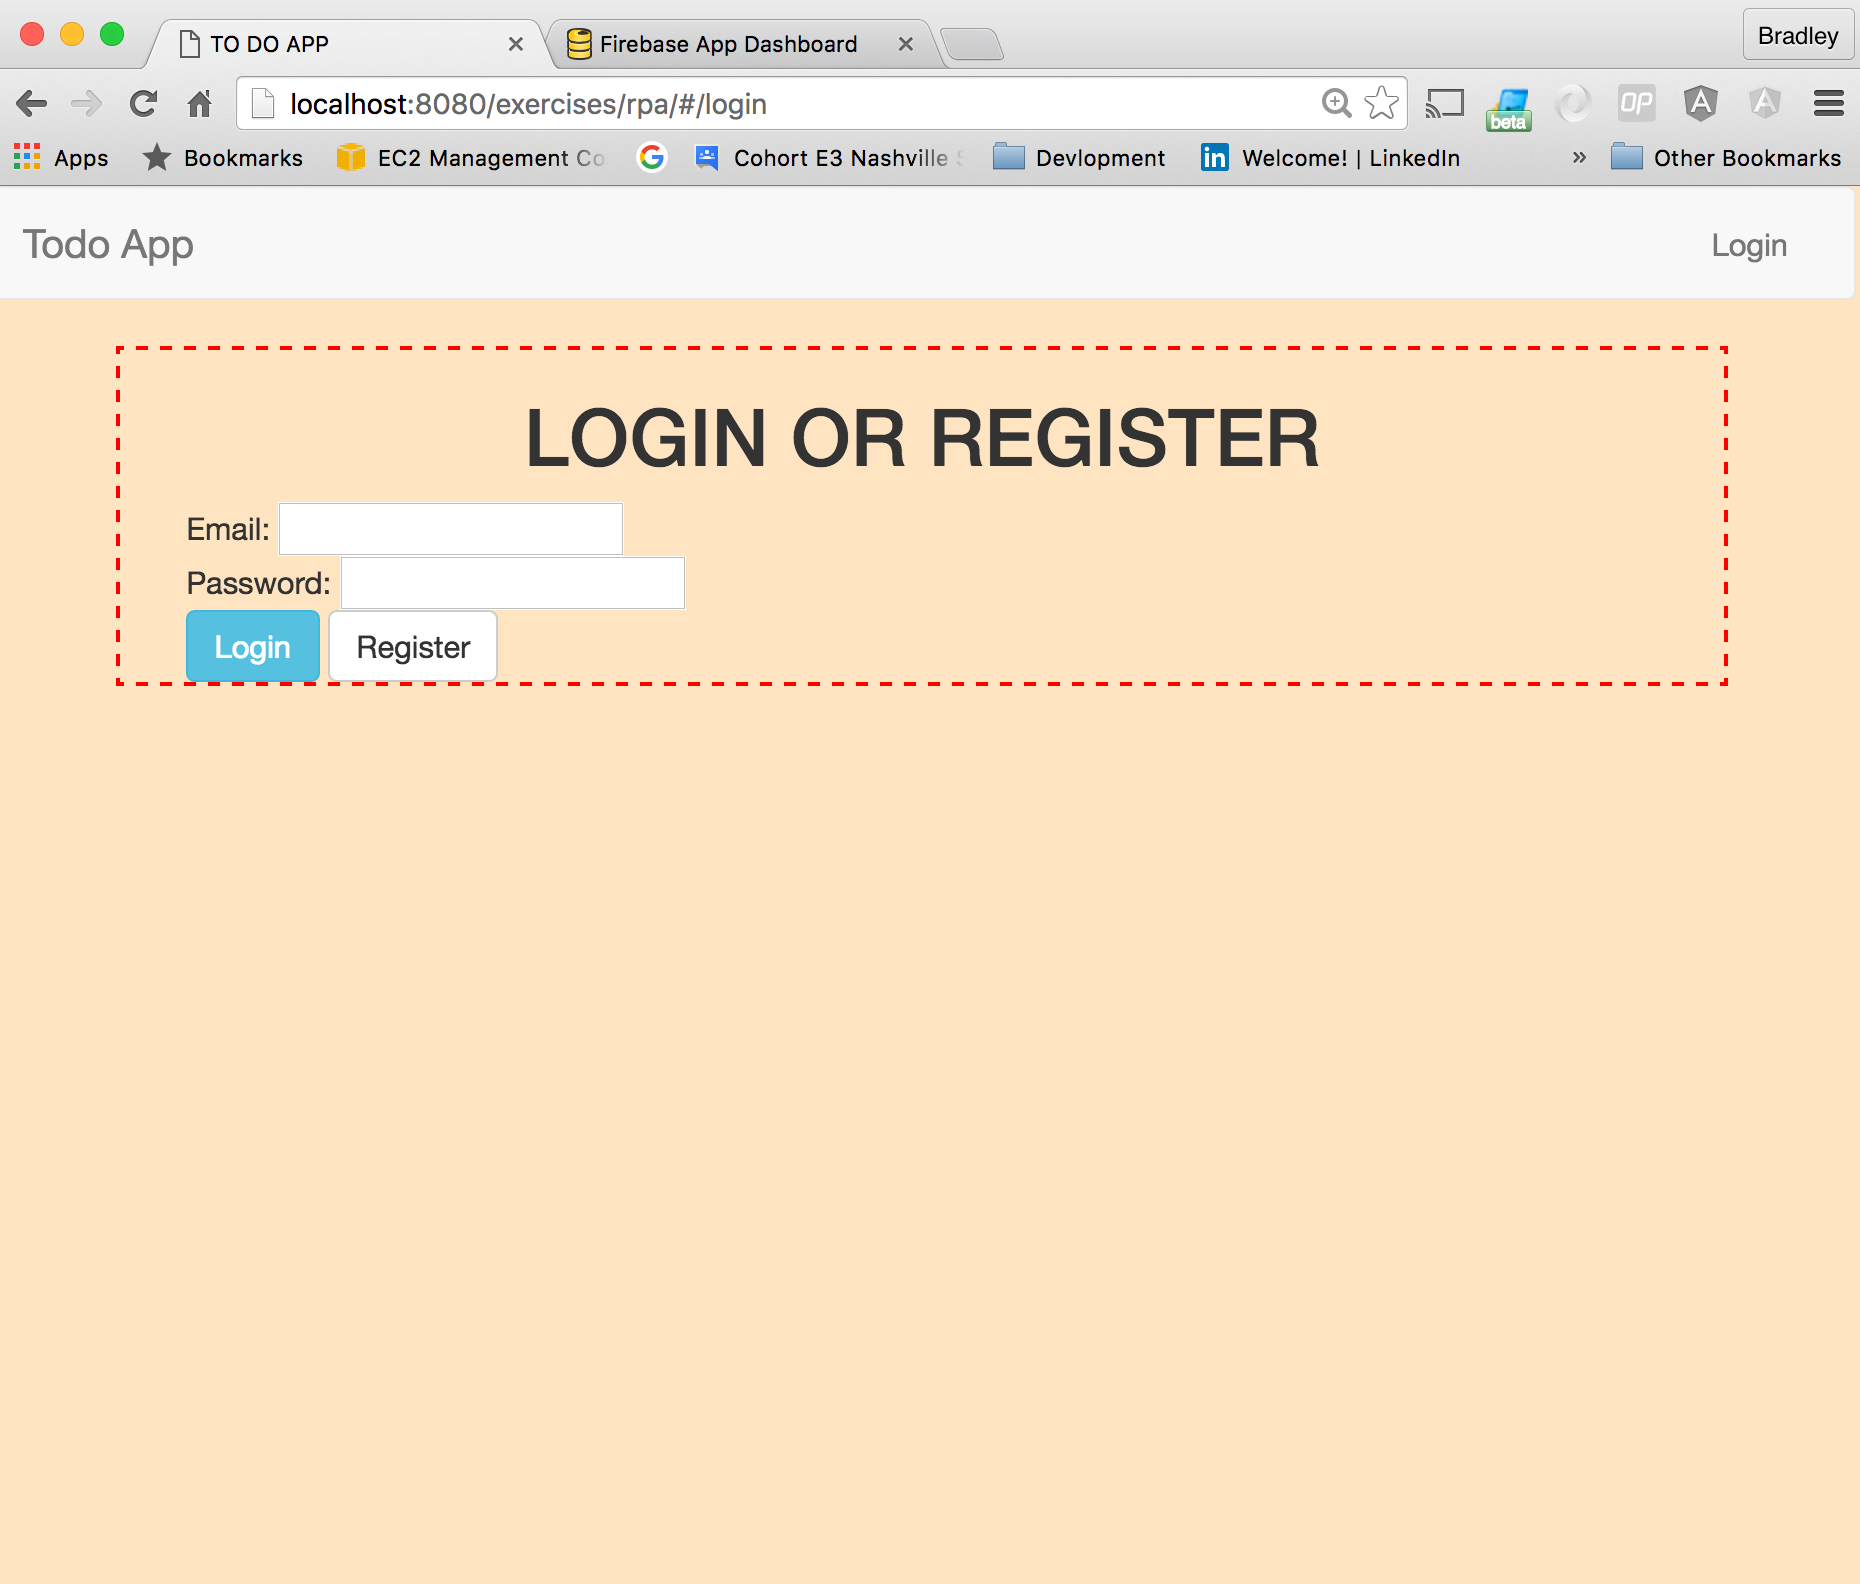 TO DO APP
Firebase App Dashboard
Bradley
localhost:8080/exercises/rpa/#/login
beta
OP
Apps
Bookmarks
EC2 Management Co
Cohort E3 Nashville S
Devlopment
Welcome! | LinkedIn
»
Other Bookmarks
Todo App
Login
LOGIN OR REGISTER
Email:
Password:
Login
Register